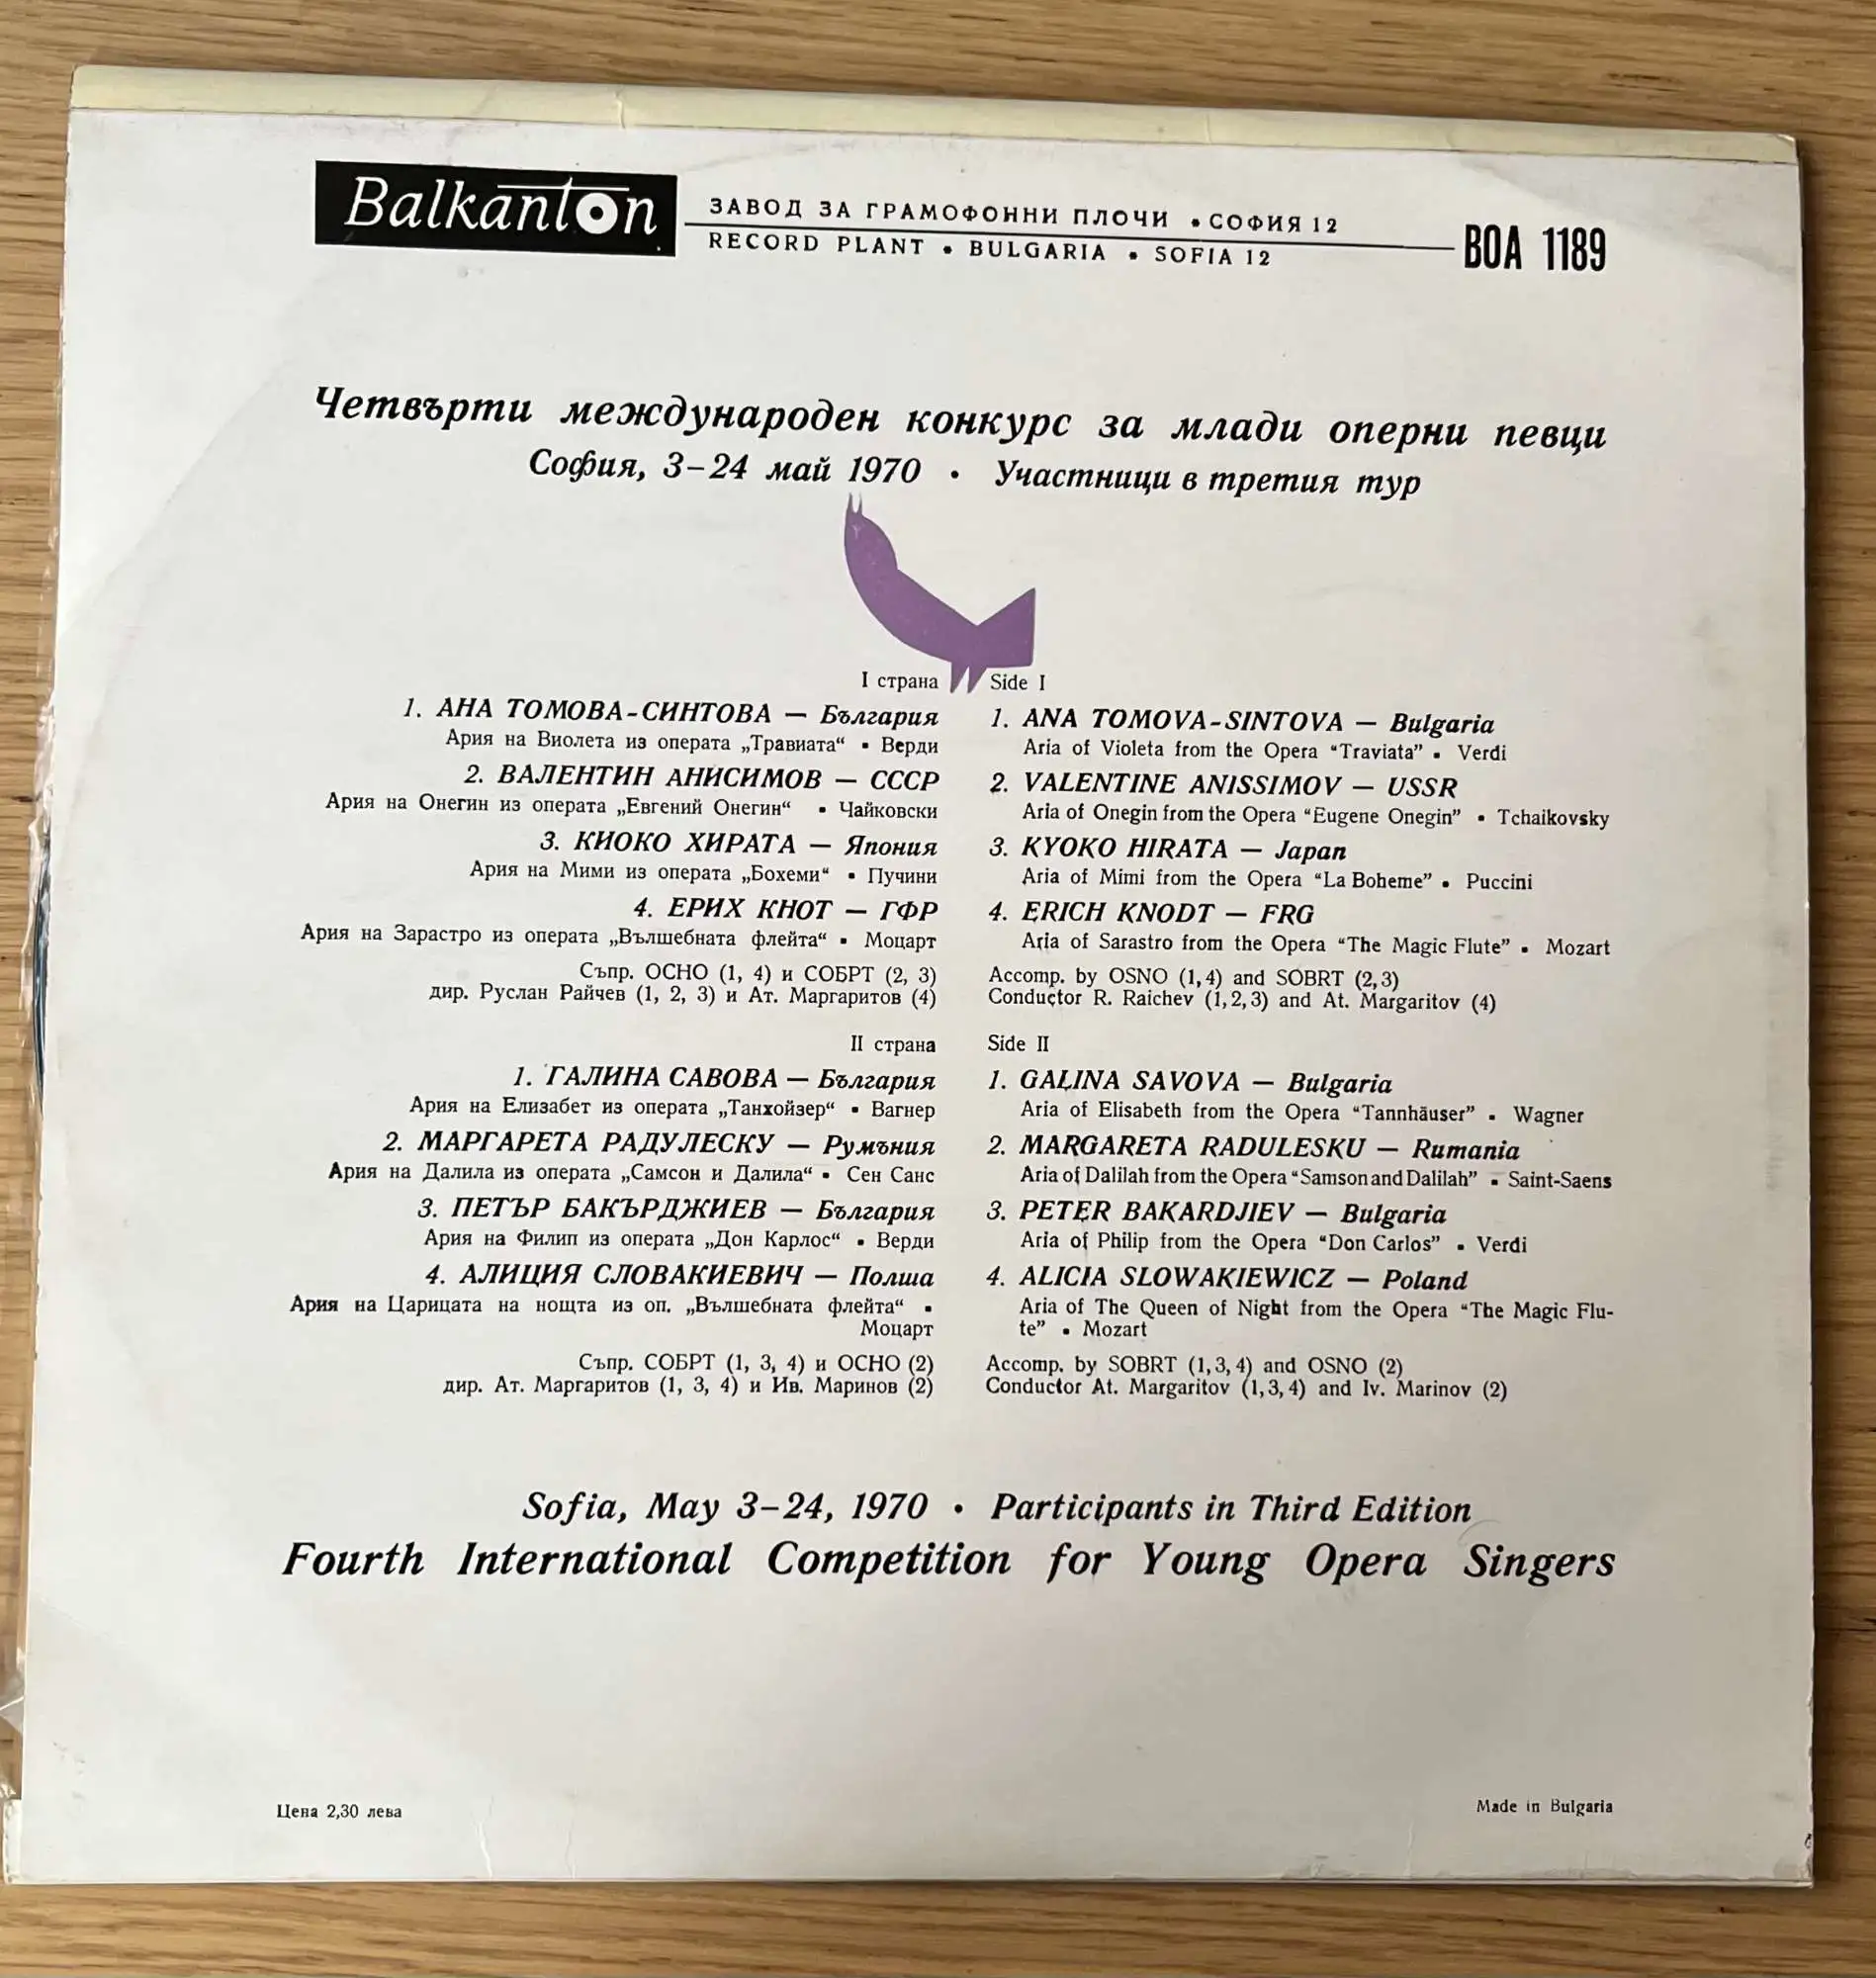 Balkanton
ЗАВОД ЗА ГРАМОФОННИ ПЛОЧИ • СОФИЯ 12
RECORD PLANT • BULGARIA • SOFIA 12
ВОА 1189
Четвърти международен конкурс за млади оперни певци
София, 3–24 май 1970 • Участници в третия тур
I страна
1. АНА ТОМОВА-СИНТОВА — България
Ария на Виолета из операта „Травиата“ • Верди
2. ВАЛЕНТИН АНИСИМОВ — СССР
Ария на Онегин из операта „Евгений Онегин“ • Чайковски
3. КИОКО ХИРАТА — Япония
Ария на Мими из операта „Бохеми“ • Пучини
4. ЕРИХ КНОТ — ГФР
Ария на Зарастро из операта „Вълшебната флейта“ • Моцарт
Съпр. ОСНО (1, 4) и СОБРТ (2, 3)
дир. Руслан Райчев (1, 2, 3) и Ат. Маргаритов (4)
II страна
1. ГАЛИНА САВОВА — България
Ария на Елизабет из операта „Танхойзер“ • Вагнер
2. МАРГАРЕТА РАДУЛЕСКУ — Румъния
Ария на Далила из операта „Самсон и Далила“ • Сен Санс
3. ПЕТЪР БАКЪРДЖИЕВ — България
Ария на Филип из операта „Дон Карлос“ • Верди
4. АЛИЦИЯ СЛОВАКИЕВИЧ — Полша
Ария на Царицата на нощта из оп. „Вълшебната флейта“ •
Моцарт
Съпр. СОБРТ (1, 3, 4) и ОСНО (2)
дир. Ат. Маргаритов (1, 3, 4) и Ив. Маринов (2)
Side I
1. ANA TOMOVA-SINTOVA — Bulgaria
Aria of Violeta from the Opera “Traviata” • Verdi
2. VALENTINE ANISSIMOV — USSR
Aria of Onegin from the Opera “Eugene Onegin” • Tchaikovsky
3. KYOKO HIRATA — Japan
Aria of Mimi from the Opera “La Boheme” • Puccini
4. ERICH KNODT — FRG
Aria of Sarastro from the Opera “The Magic Flute” • Mozart
Accomp. by OSNO (1,4) and SOBRT (2,3)
Conductor R. Raichev (1,2,3) and At. Margaritov (4)
Side II
1. GALINA SAVOVA — Bulgaria
Aria of Elisabeth from the Opera “Tannhäuser” • Wagner
2. MARGARETA RADULESKU — Rumania
Aria of Dalilah from the Opera “Samson and Dalilah” • Saint-Saens
3. PETER BAKARDJIEV — Bulgaria
Aria of Philip from the Opera “Don Carlos” • Verdi
4. ALICIA SLOWAKIEWICZ — Poland
Aria of The Queen of Night from the Opera “The Magic Flu-
te” • Mozart
Accomp. by SOBRT (1,3,4) and OSNO (2)
Conductor At. Margaritov (1,3,4) and Iv. Marinov (2)
Sofia, May 3–24, 1970 • Participants in Third Edition
Fourth International Competition for Young Opera Singers
Цена 2,30 лева
Made in Bulgaria